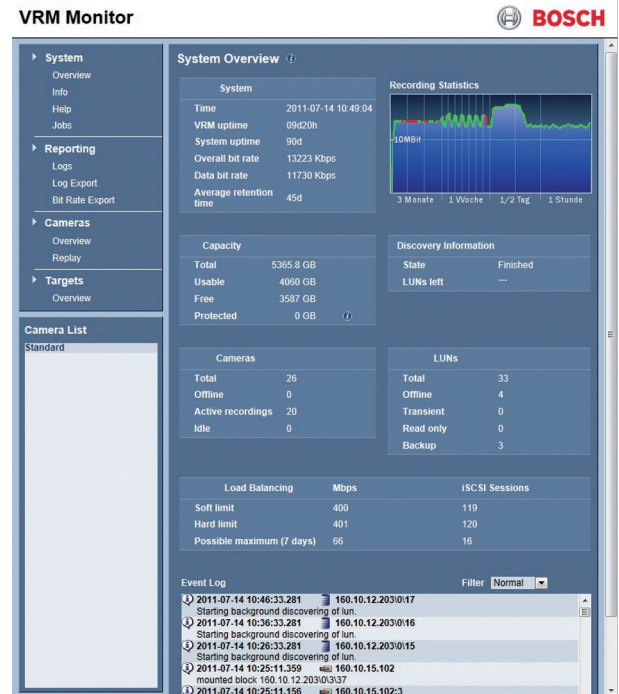 VRM Monitor
BOSCH
System
Overview
Info
Help
Jobs
Reporting
Logs
Log Export
Bit Rate Export
Cameras
Overview
Replay
Targets
Overview
Camera List
Standard
System Overview
System
Time 2011-07-14 10:49:04
VRM uptime 09d20h
System uptime 90d
Overall bit rate 13223 Kbps
Data bit rate 11730 Kbps
Average retention
time 45d
Recording Statistics
10MBit
3 Monate 1 Woche 1/2 Tag 1 Stunde
Capacity
Total 5365.8 GB
Usable 4060 GB
Free 3587 GB
Protected 0 GB
Discovery Information
State Finished
LUNs left ---
Cameras
Total 26
Offline 0
Active recordings 20
Idle 0
LUNs
Total 33
Offline 4
Transient 0
Read only 0
Backup 3
Load Balancing Mbps iSCSI Sessions
Soft limit 400 119
Hard limit 401 120
Possible maximum (7 days) 66 16
Event Log Filter Normal
2011-07-14 10:46:33.281 160.10.12.203\0\17
Starting background discovering of lun.
2011-07-14 10:36:33.281 160.10.12.203\0\16
Starting background discovering of lun.
2011-07-14 10:26:33.281 160.10.12.203\0\15
Starting background discovering of lun.
2011-07-14 10:25:11.359 160.10.15.102
mounted block 160.10.12.203\0\3\37
2011-07-14 10:25:11.156 160.10.15.102:3